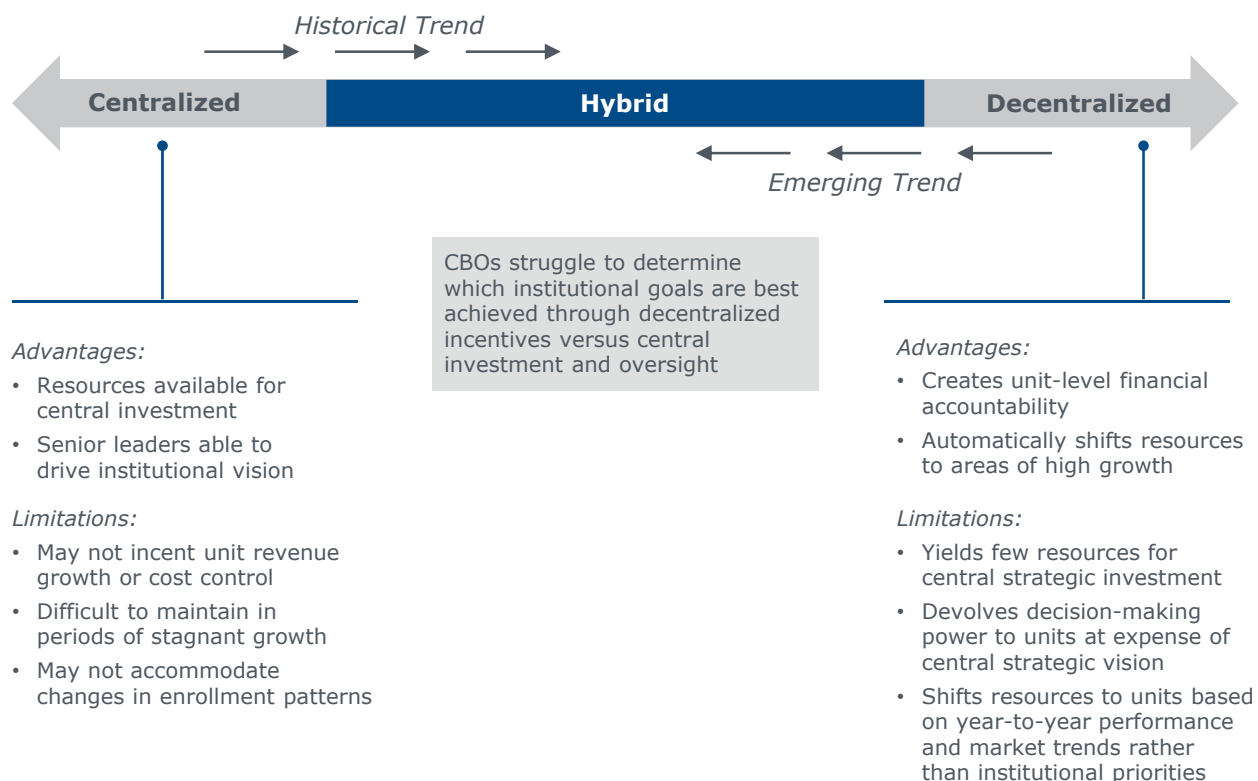 Historical Trend
Centralized
Hybrid
Decentralized
Emerging Trend
CBOs struggle to determine
which institutional goals are best
achieved through decentralized
incentives versus central
investment and oversight
Advantages:
• Resources available for
central investment
• Senior leaders able to
drive institutional vision
Limitations:
• May not incent unit revenue
growth or cost control
• Difficult to maintain in
periods of stagnant growth
• May not accommodate
changes in enrollment patterns
Advantages:
• Creates unit-level financial
accountability
• Automatically shifts resources
to areas of high growth
Limitations:
• Yields few resources for
central strategic investment
• Devolves decision-making
power to units at expense of
central strategic vision
• Shifts resources to units based
on year-to-year performance
and market trends rather
than institutional priorities